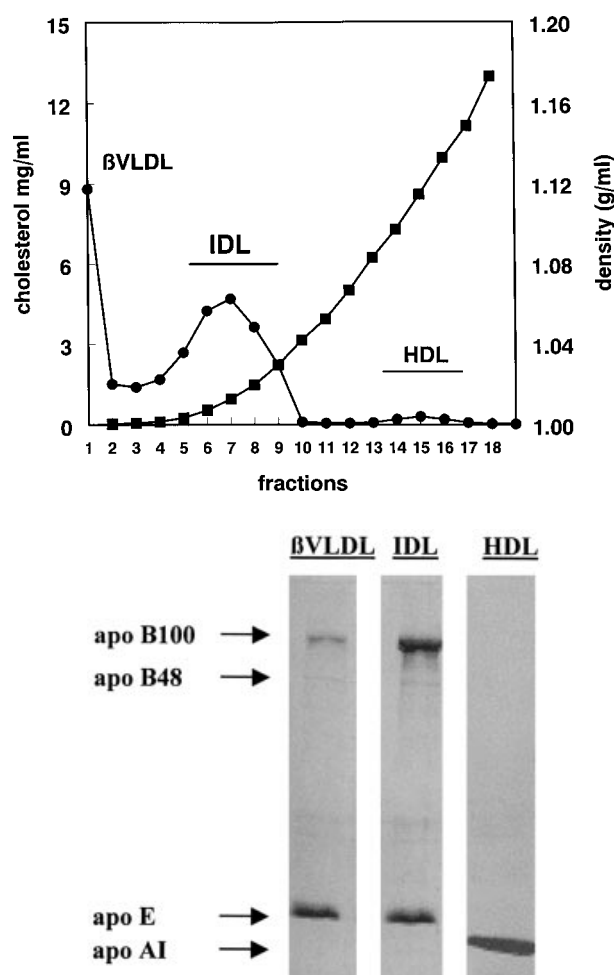 15
12
9
6
3
0
cholesterol mg/ml
1.20
1.16
1.12
1.08
1.04
1.00
density (g/ml)
ßVLDL
IDL
HDL
1 2 3 4 5 6 7 8 9 10 11 12 13 14 15 16 17 18
fractions
ßVLDL IDL HDL
apo B100
apo B48
apo E
apo AI